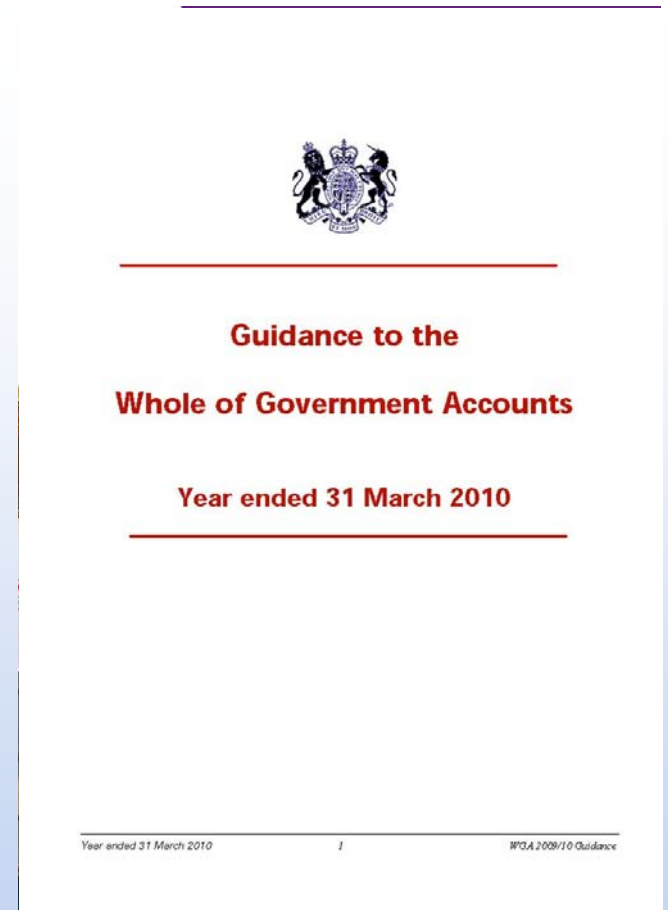 Guidance to the
Whole of Government Accounts
Year ended 31 March 2010
Year ended 31 March 2010 1 WGA 2009/10 Guidance